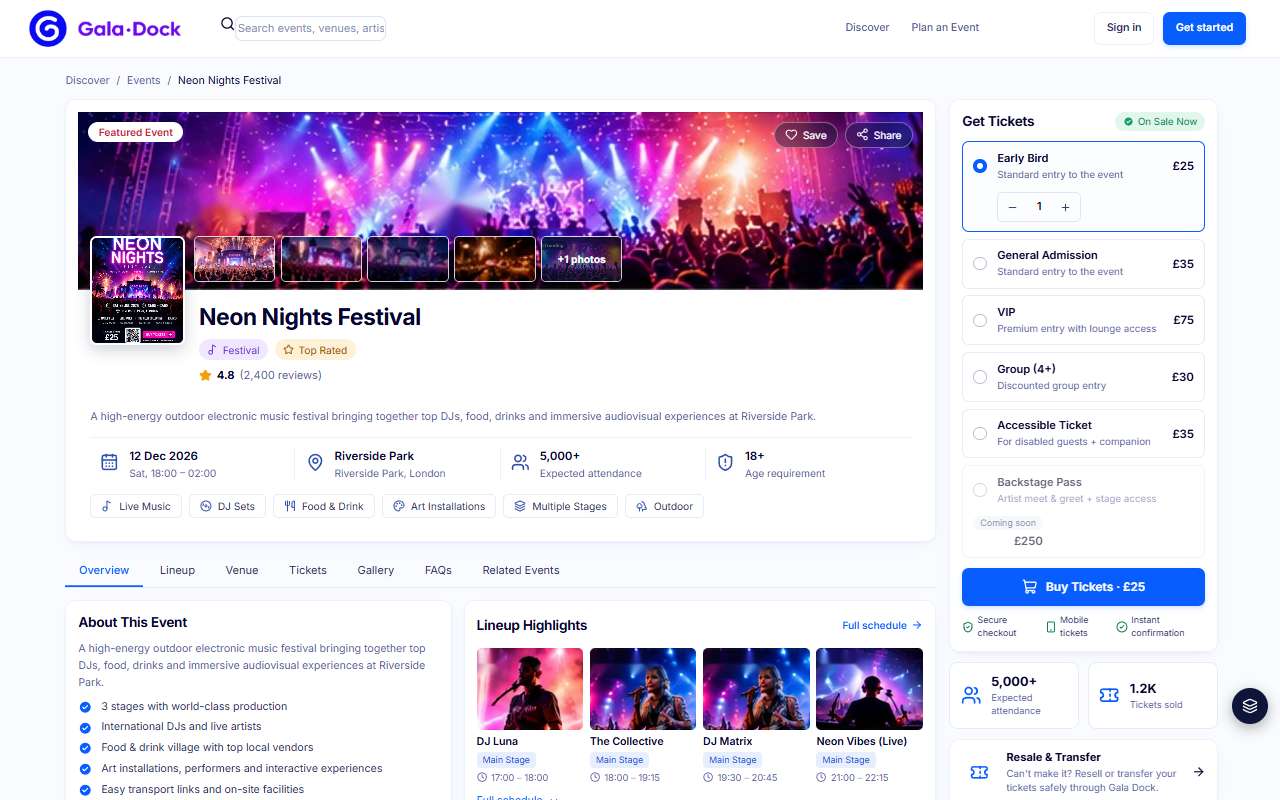 Gala·Dock
Search events, venues, artis
Discover
Plan an Event
Sign in
Get started
Discover / Events / Neon Nights Festival
Featured Event
Save
Share
NEON
NIGHTS
£25
+1 photos
Neon Nights Festival
Festival
Top Rated
4.8 (2,400 reviews)
A high-energy outdoor electronic music festival bringing together top DJs, food, drinks and immersive audiovisual experiences at Riverside Park.
12 Dec 2026
Sat, 18:00 – 02:00
Riverside Park
Riverside Park, London
5,000+
Expected attendance
18+
Age requirement
Live Music
DJ Sets
Food & Drink
Art Installations
Multiple Stages
Outdoor
Overview
Lineup
Venue
Tickets
Gallery
FAQs
Related Events
About This Event
A high-energy outdoor electronic music festival bringing together top
DJs, food, drinks and immersive audiovisual experiences at Riverside
Park.
3 stages with world-class production
International DJs and live artists
Food & drink village with top local vendors
Art installations, performers and interactive experiences
Easy transport links and on-site facilities
Lineup Highlights
Full schedule
DJ Luna
Main Stage
17:00 – 18:00
The Collective
Main Stage
18:00 – 19:15
DJ Matrix
Main Stage
19:30 – 20:45
Neon Vibes (Live)
Main Stage
21:00 – 22:15
Full schedule
Get Tickets
On Sale Now
Early Bird
Standard entry to the event
£25
− 1 +
General Admission
Standard entry to the event
£35
VIP
Premium entry with lounge access
£75
Group (4+)
Discounted group entry
£30
Accessible Ticket
For disabled guests + companion
£35
Backstage Pass
Artist meet & greet + stage access
Coming soon
£250
Buy Tickets · £25
Secure
checkout
Mobile
tickets
Instant
confirmation
5,000+
Expected
attendance
1.2K
Tickets sold
Resale & Transfer
Can't make it? Resell or transfer your
tickets safely through Gala Dock.